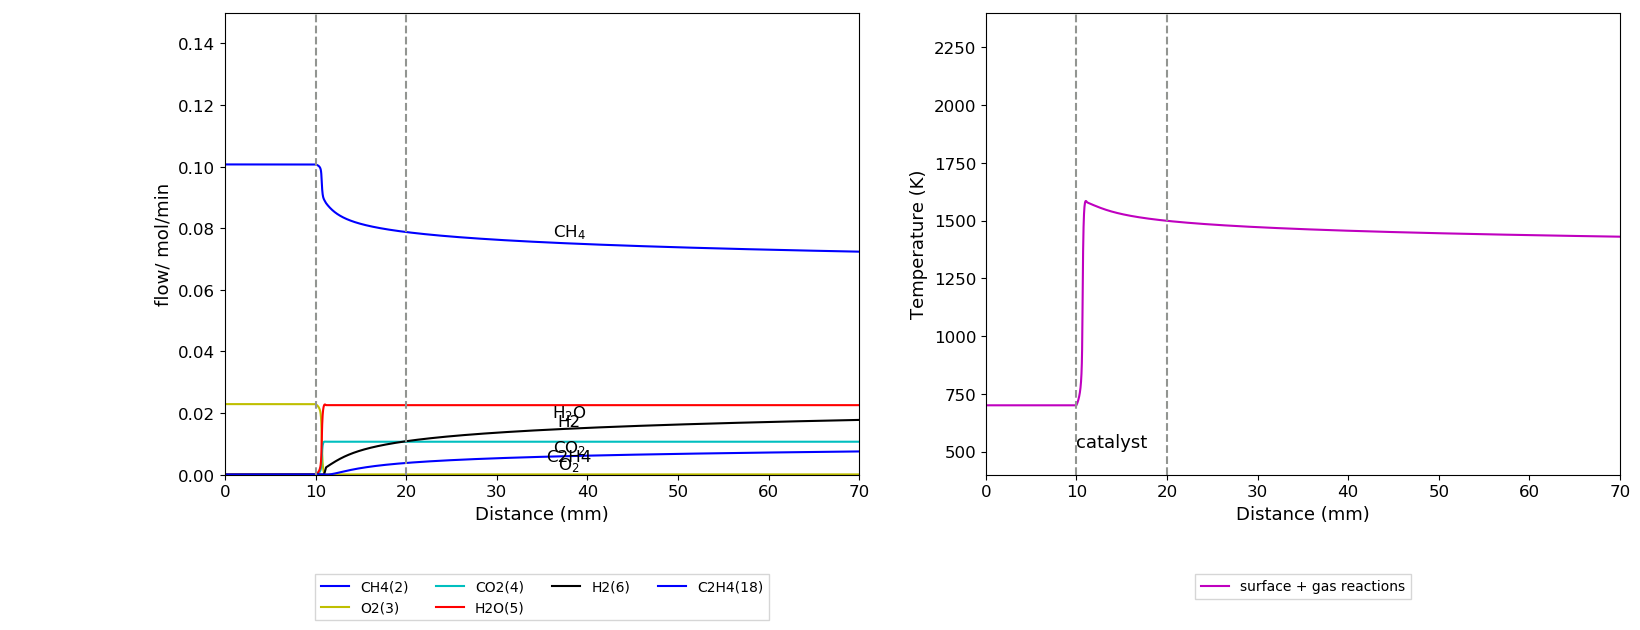 0.14
0.12
0.10
0.08
0.06
0.04
0.02
0.00
flow/ mol/min
CH₄
H₂O
H2
CO₂
C2H4
O₂
0 10 20 30 40 50 60 70
Distance (mm)
CH4(2) CO2(4) H2(6) C2H4(18)
O2(3) H2O(5)
2250
2000
1750
1500
1250
1000
750
500
Temperature (K)
catalyst
0 10 20 30 40 50 60 70
Distance (mm)
surface + gas reactions